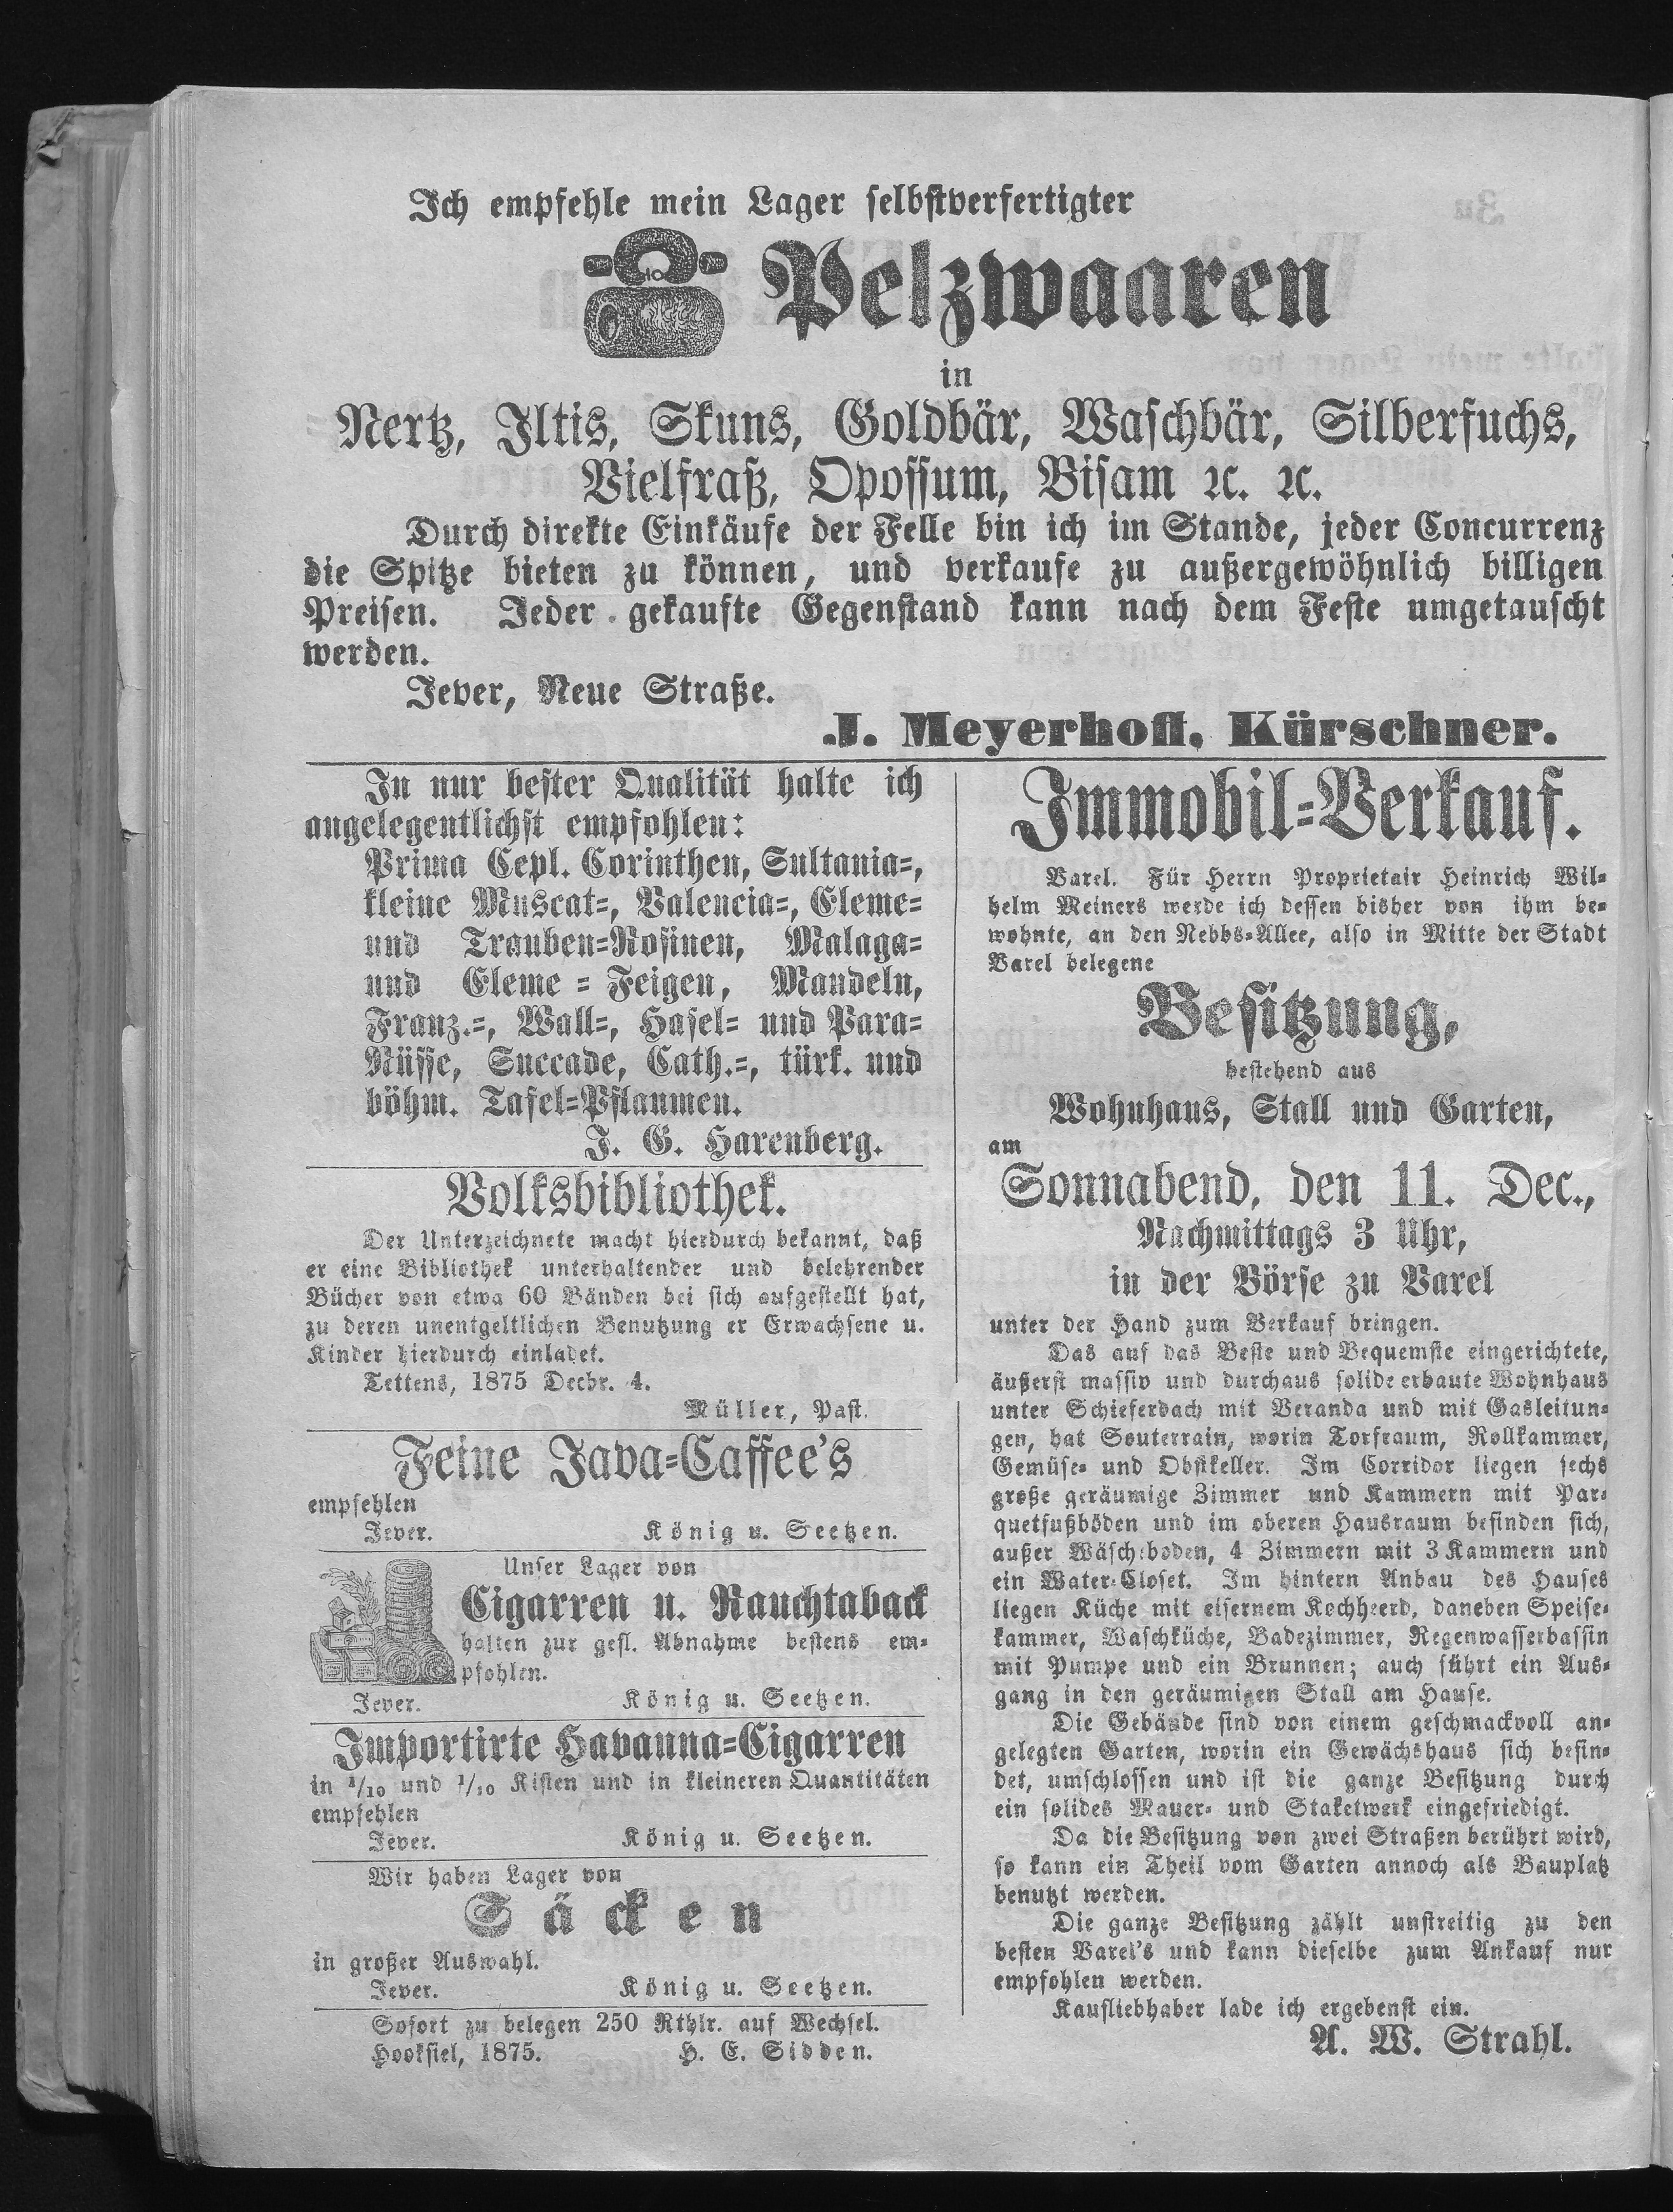 Ich empfehle mein Lager selbstverfertigter
Pelzwaaren
in
Nertz, Iltis, Skuns, Goldbär, Waschbär, Silberfuchs,
Vielfraß, Opossum, Bisam ꝛc. ꝛc.
Durch direkte Einkäufe der Felle bin ich im Stande, jeder Concurrenz
die Spitze bieten zu können, und verkaufe zu außergewöhnlich billigen
Preisen. Jeder gekaufte Gegenstand kann nach dem Feste umgetauscht
werden.
Jever, Neue Straße.
J. Meyerhoff, Kürschner.
In nur bester Qualität halte ich
angelegentlichst empfohlen:
Prima Cepl. Corinthen, Sultania-,
kleine Muscat-, Valencia-, Eleme-
und Trauben-Rosinen, Malaga-
und Eleme-Feigen, Mandeln,
Franz.-, Wall-, Hasel- und Para-
Nüsse, Succade, Cath.-, türk. und
böhm. Tafel-Pflaumen.
J. G. Harenberg.
Volksbibliothek.
Der Unterzeichnete macht hierdurch bekannt, daß
er eine Bibliothek unterhaltender und belehrender
Bücher von etwa 60 Bänden bei sich aufgestellt hat,
zu deren unentgeltlichen Benutzung er Erwachsene u.
Kinder hierdurch einladet.
Tettens, 1875 Decbr. 4.
Müller, Past.
Feine Java-Caffee's
empfehlen
Jever. König u. Seetzen.
Unser Lager von
Cigarren u. Rauchtaback
halten zur gefl. Abnahme bestens em-
pfohlen.
Jever. König u. Seetzen.
Importirte Havanna-Cigarren
in 1/10 und 1/10 Kisten und in kleineren Quantitäten
empfehlen
Jever. König u. Seetzen.
Wir haben Lager von
Säcken
in großer Auswahl.
Jever. König u. Seetzen.
Sofort zu belegen 250 Rthlr. auf Wechsel.
Hooksiel, 1875. H. E. Sidden.
Immobil-Verkauf.
Varel. Für Herrn Proprietair Heinrich Wil-
helm Meiners werde ich dessen bisher von ihm be-
wohnte, an den Nebbs-Allee, also in Mitte der Stadt
Varel belegene
Besitzung,
bestehend aus
Wohnhaus, Stall und Garten,
am
Sonnabend, den 11. Dec.,
Nachmittags 3 Uhr,
in der Börse zu Varel
unter der Hand zum Verkauf bringen.
Das auf das Beste und Bequemste eingerichtete,
äußerst massiv und durchaus solide erbaute Wohnhaus
unter Schieferdach mit Veranda und mit Gasleitun-
gen, hat Souterrain, worin Torfraum, Rollkammer,
Gemüse- und Obstkeller. Im Corridor liegen sechs
große geräumige Zimmer und Kammern mit Par-
quetfußböden und im oberen Hausraum befinden sich,
außer Wäscheboden, 4 Zimmern mit 3 Kammern und
ein Water-Closet. Im hintern Anbau des Hauses
liegen Küche mit eisernem Kochheerd, daneben Speise-
kammer, Waschküche, Badezimmer, Regenwasserbassin
mit Pumpe und ein Brunnen; auch führt ein Aus-
gang in den geräumigen Stall am Hause.
Die Gebäude sind von einem geschmackvoll an-
gelegten Garten, worin ein Gewächshaus sich befin-
det, umschlossen und ist die ganze Besitzung durch
ein solides Mauer- und Staketwerk eingefriedigt.
Da die Besitzung von zwei Straßen berührt wird,
so kann ein Theil vom Garten annoch als Bauplatz
benutzt werden.
Die ganze Besitzung zählt unstreitig zu den
besten Varel's und kann dieselbe zum Ankauf nur
empfohlen werden.
Kaufliebhaber lade ich ergebenst ein.
A. W. Strahl.